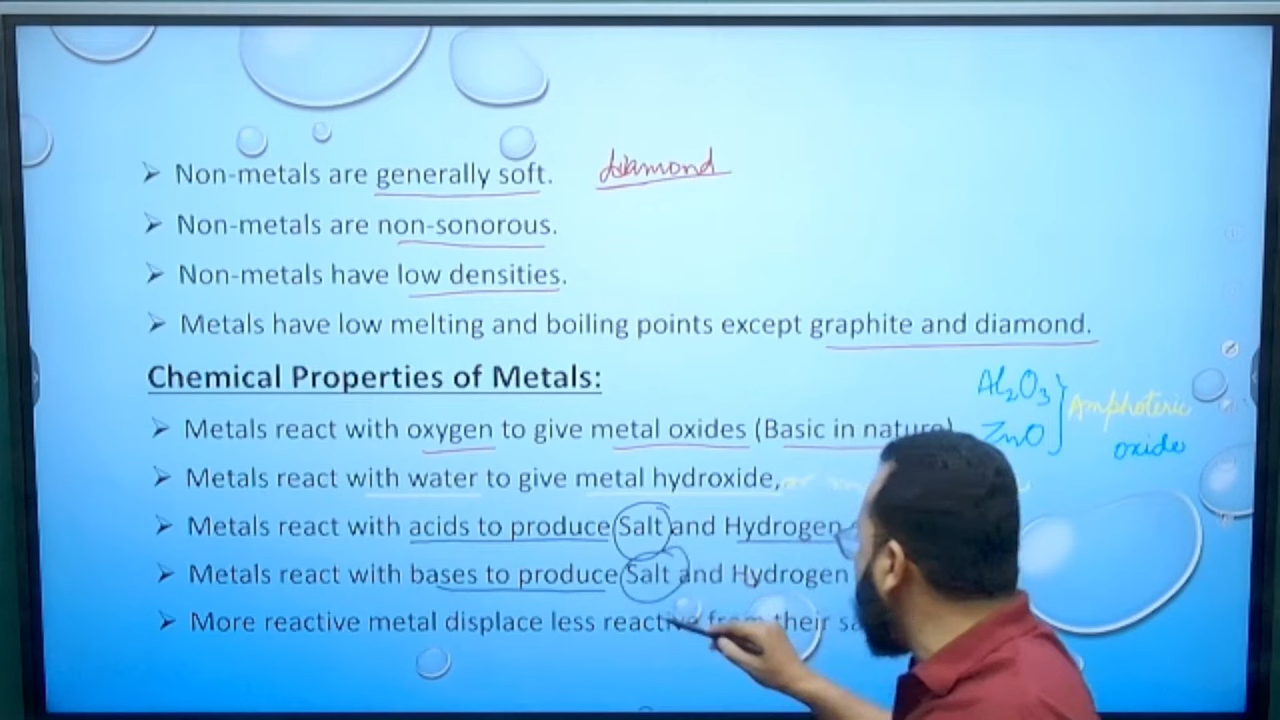 ➢ Non-metals are generally soft. diamond
➢ Non-metals are non-sonorous.
➢ Non-metals have low densities.
➢ Metals have low melting and boiling points except graphite and diamond.
Chemical Properties of Metals:
Al₂O₃
Amphoteric
➢ Metals react with oxygen to give metal oxides (Basic in nature)
ZnO
oxide
➢ Metals react with water to give metal hydroxide, or
➢ Metals react with acids to produce Salt and Hydrogen
➢ Metals react with bases to produce Salt and Hydrogen
➢ More reactive metal displace less reactive from their